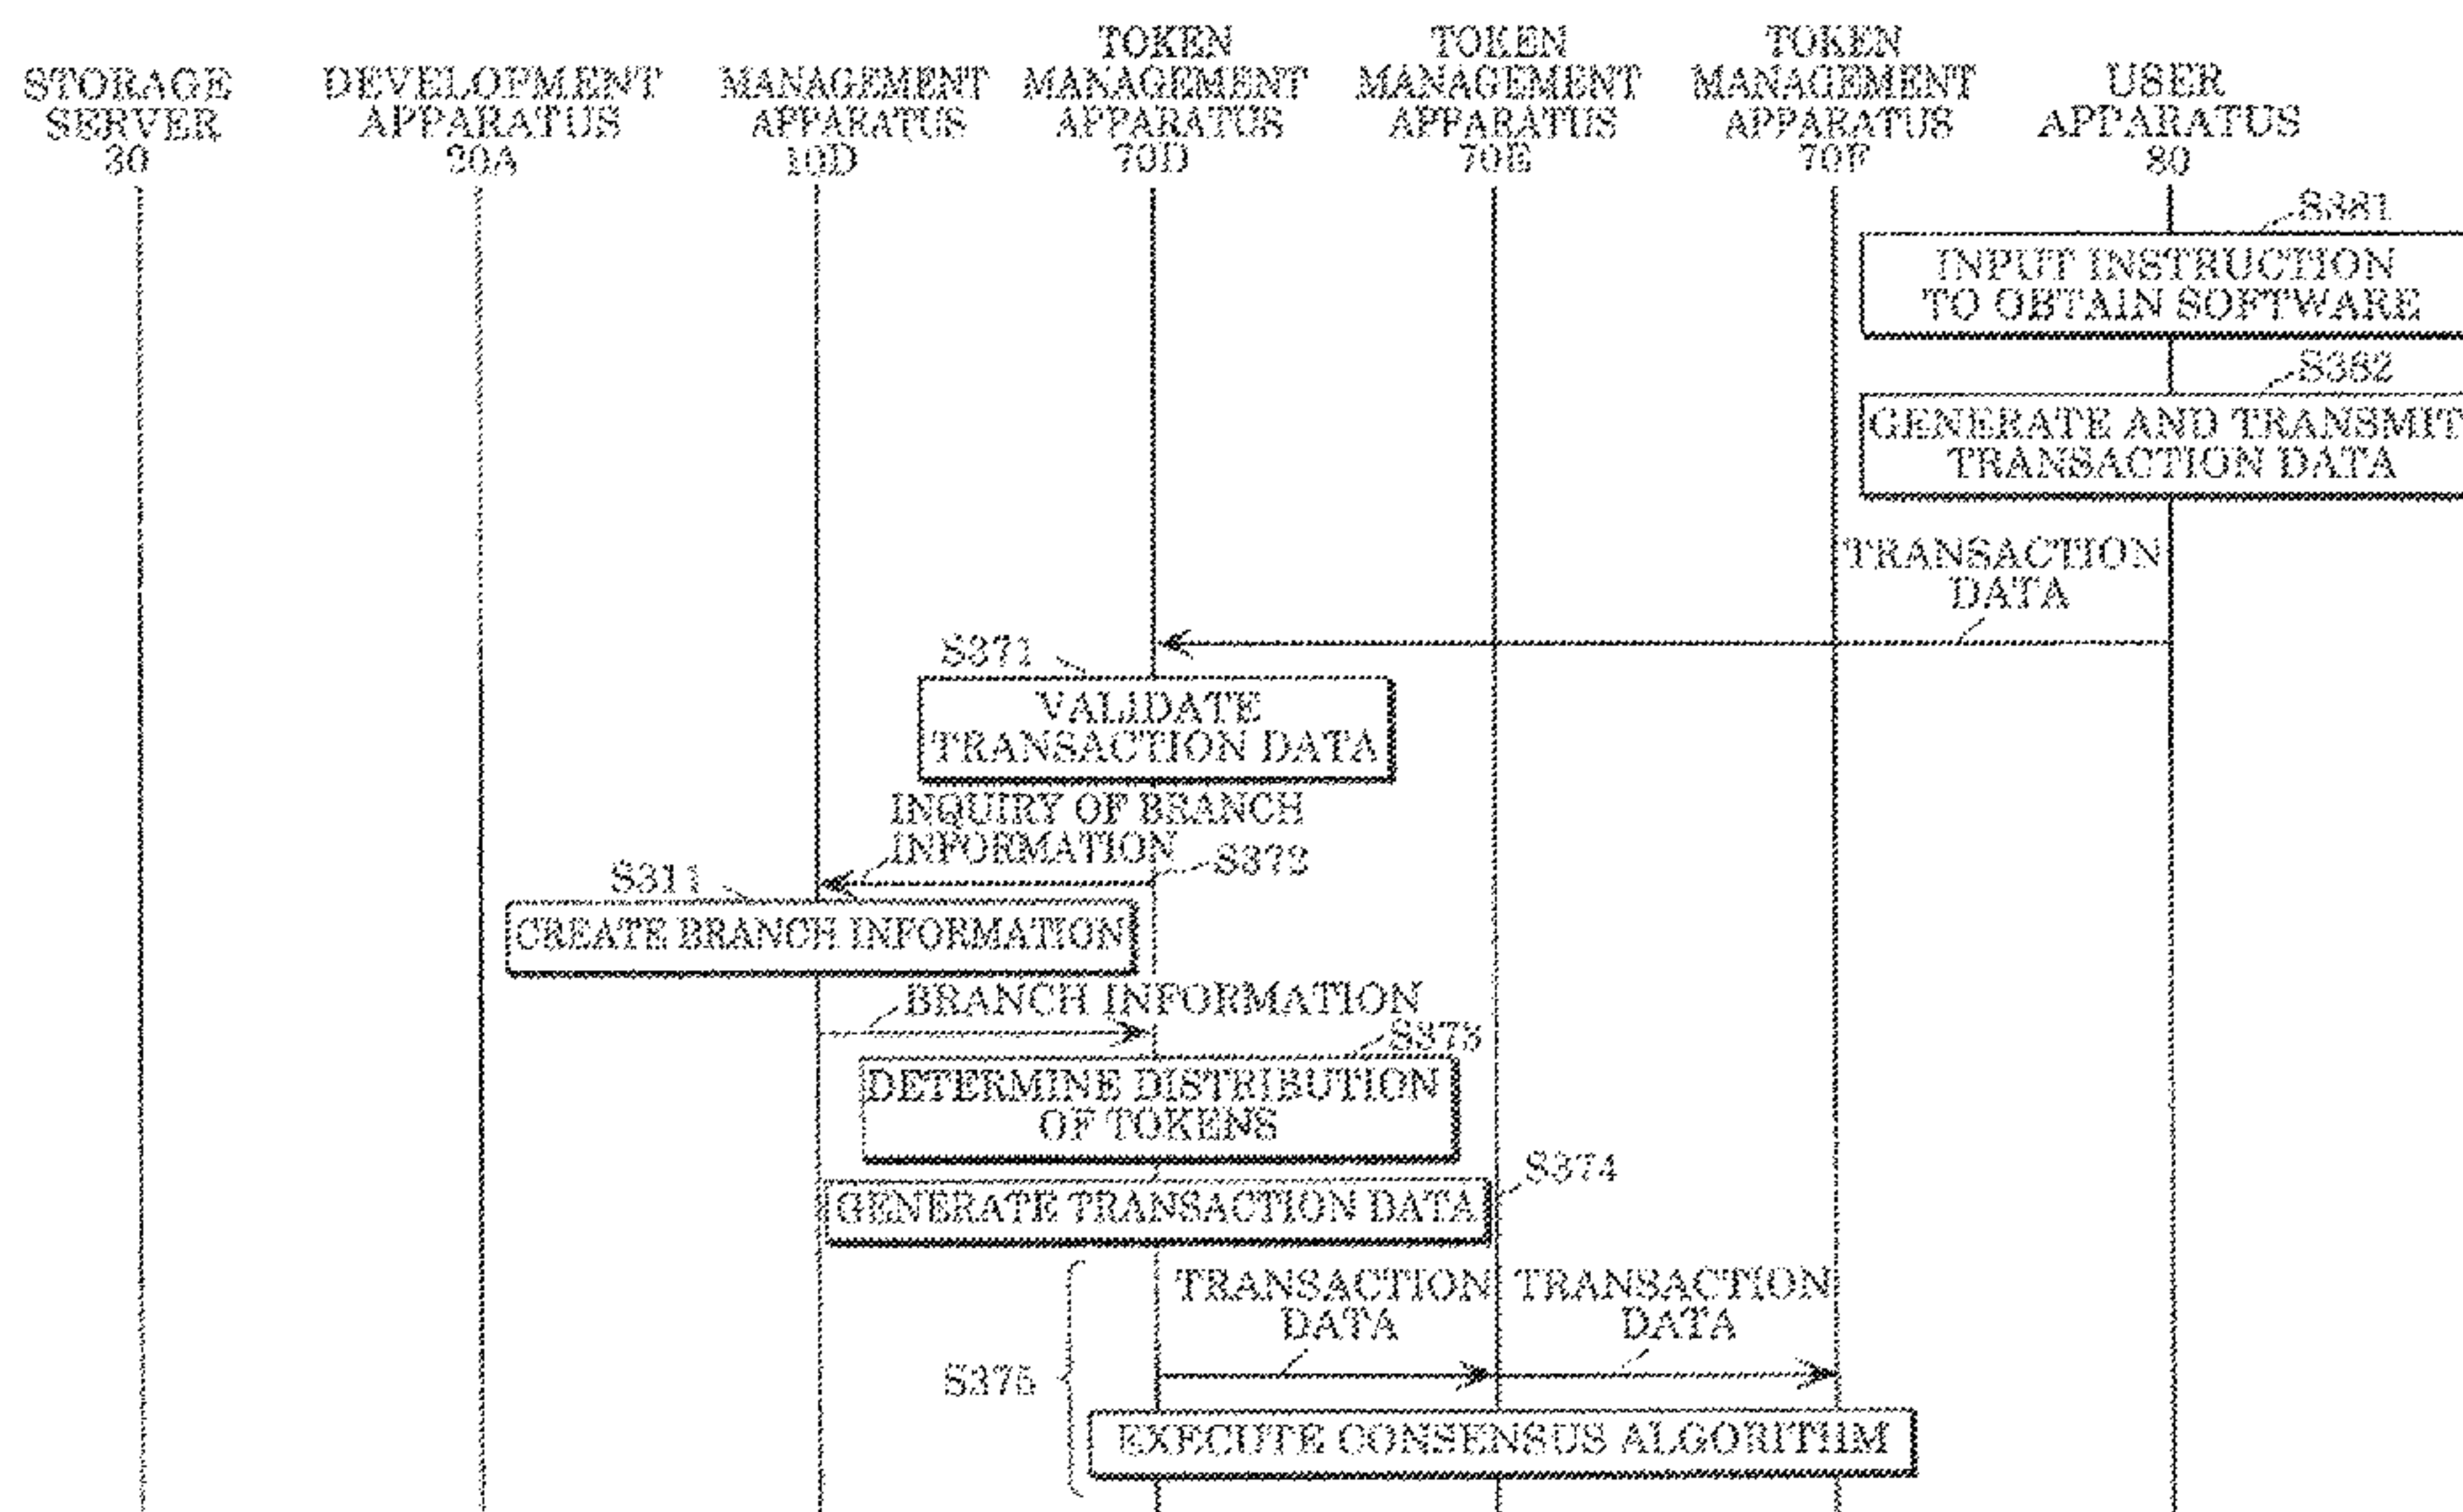 STORAGE
SERVER
30
DEVELOPMENT
APPARATUS
20A
MANAGEMENT
APPARATUS
10D
TOKEN
MANAGEMENT
APPARATUS
70D
TOKEN
MANAGEMENT
APPARATUS
70E
TOKEN
MANAGEMENT
APPARATUS
70F
USER
APPARATUS
80
S381
INPUT INSTRUCTION
TO OBTAIN SOFTWARE
S382
GENERATE AND TRANSMIT
TRANSACTION DATA
TRANSACTION
DATA
S371
VALIDATE
TRANSACTION DATA
INQUIRY OF BRANCH
INFORMATION
S372
S311
CREATE BRANCH INFORMATION
BRANCH INFORMATION
S373
DETERMINE DISTRIBUTION
OF TOKENS
S374
GENERATE TRANSACTION DATA
TRANSACTION
DATA
TRANSACTION
DATA
S375
EXECUTE CONSENSUS ALGORITHM